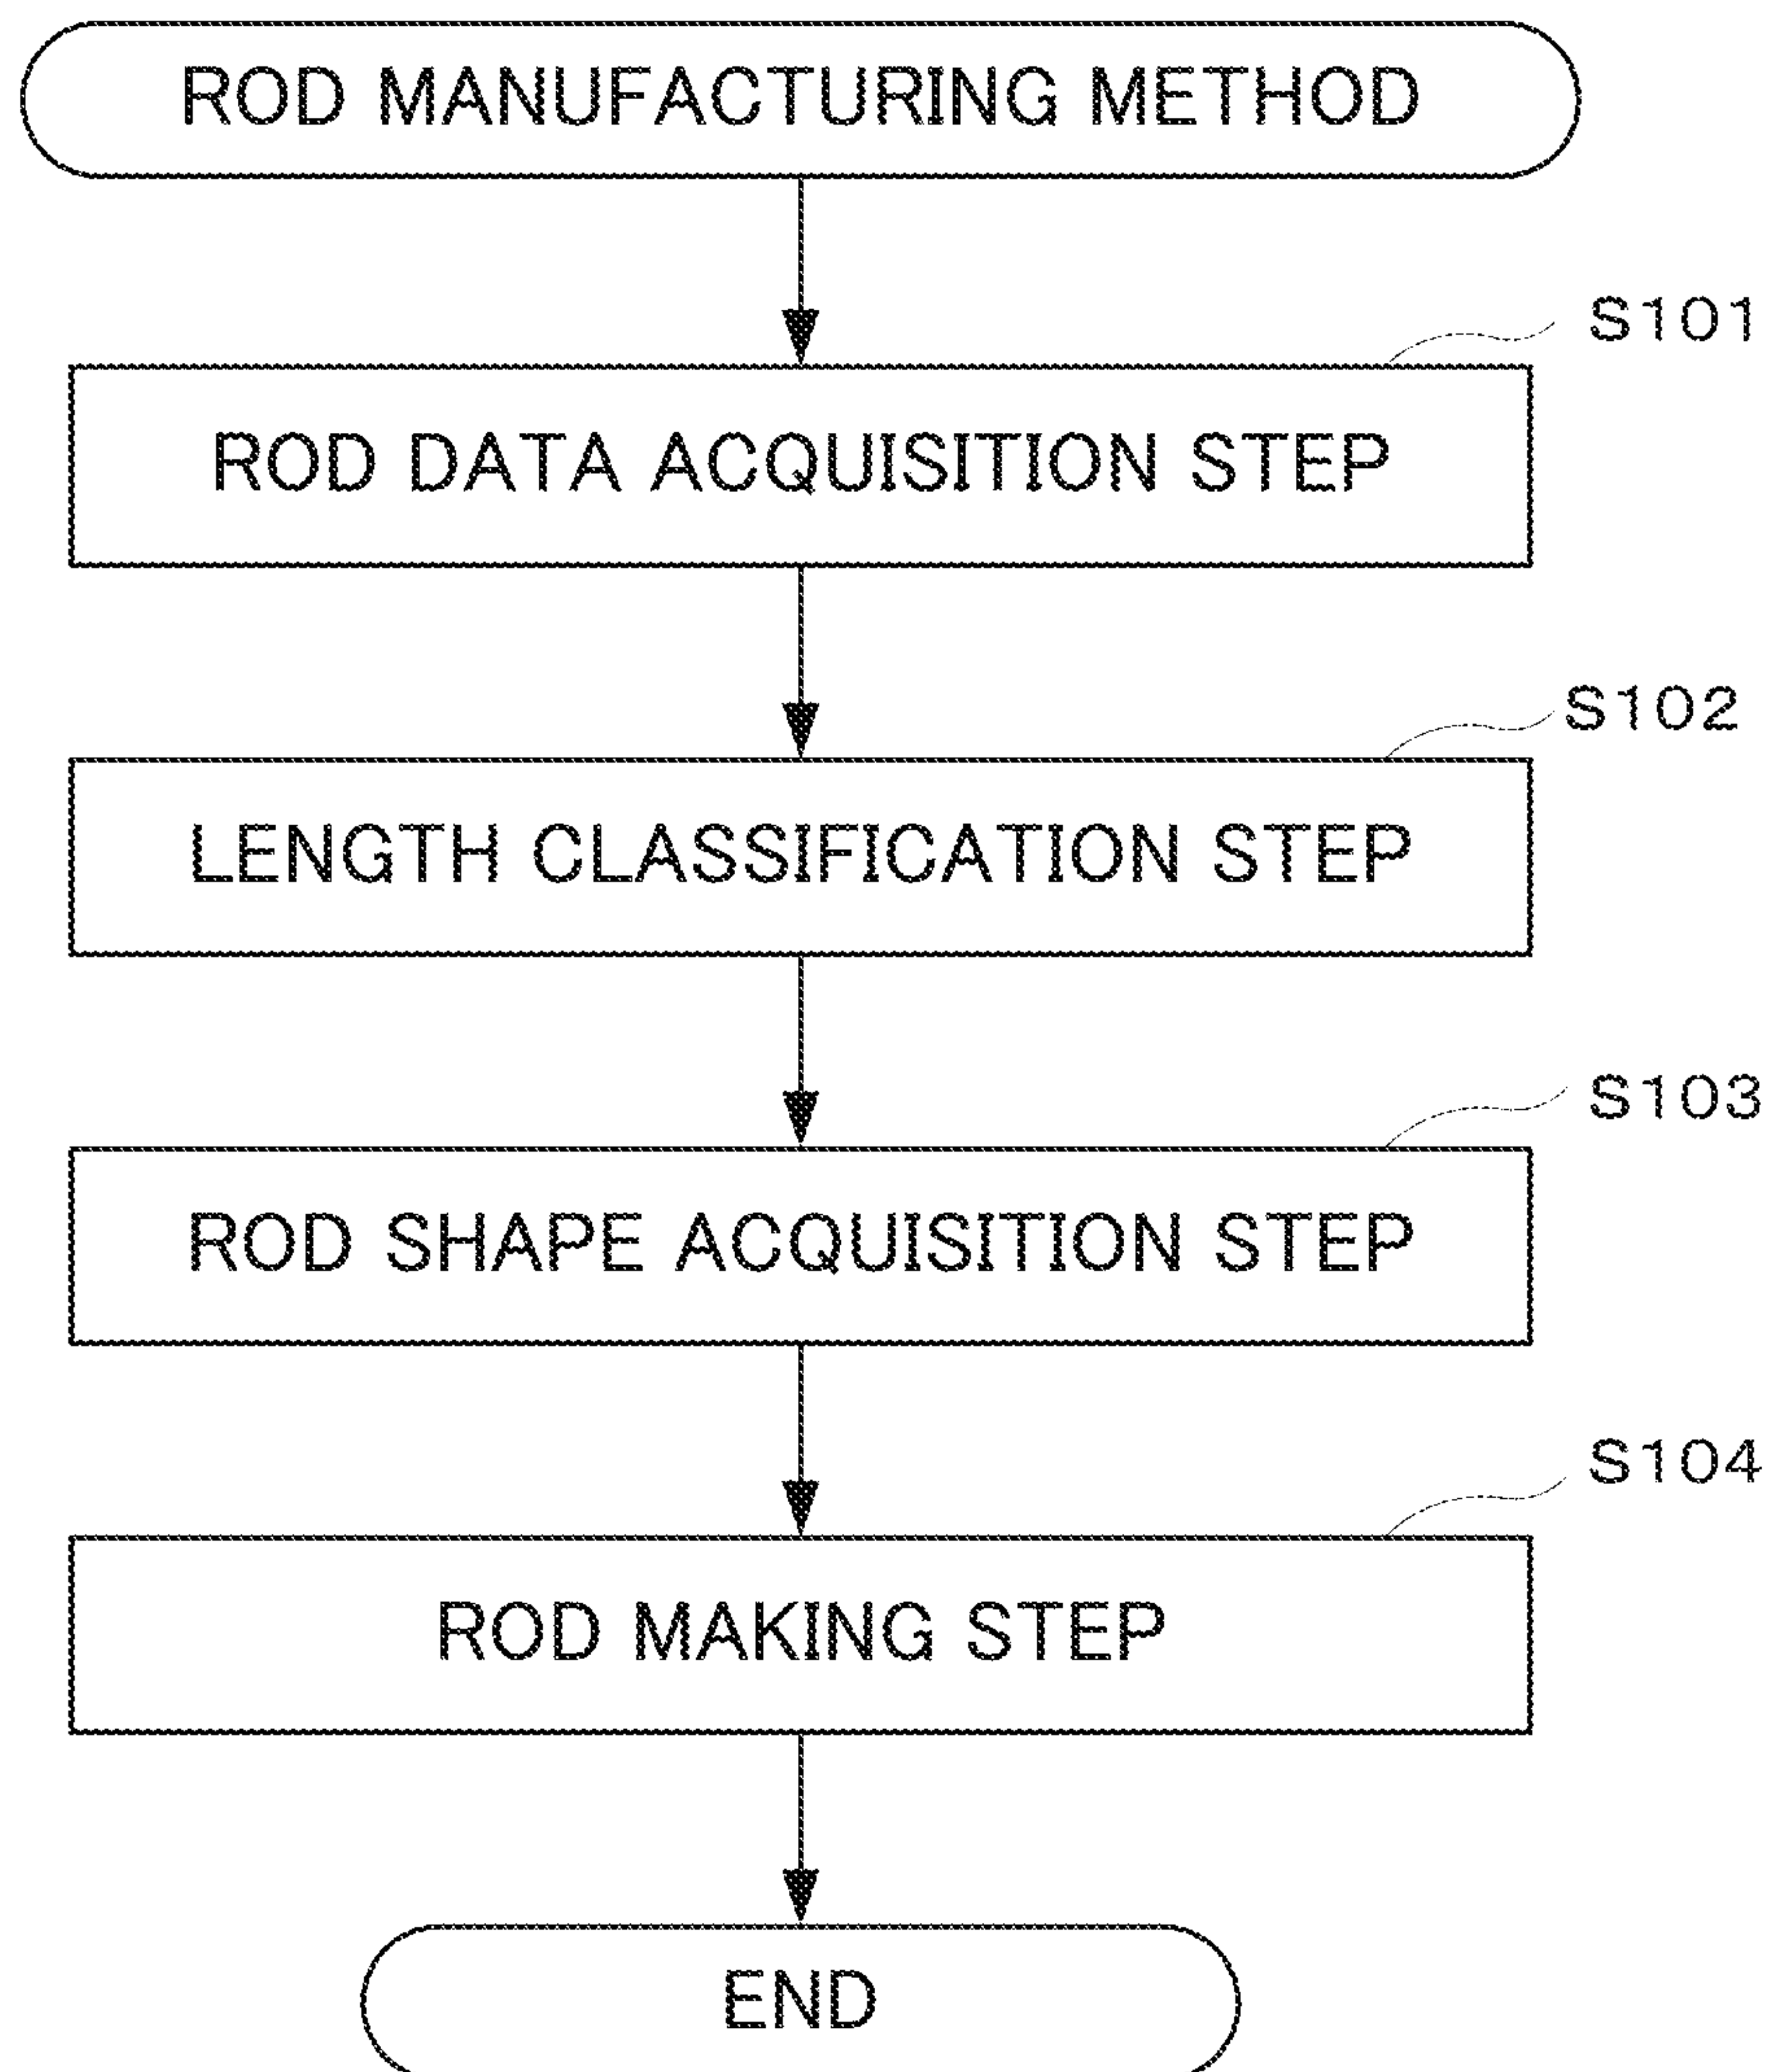 ROD MANUFACTURING METHOD
S101
ROD DATA ACQUISITION STEP
S102
LENGTH CLASSIFICATION STEP
S103
ROD SHAPE ACQUISITION STEP
S104
ROD MAKING STEP
END